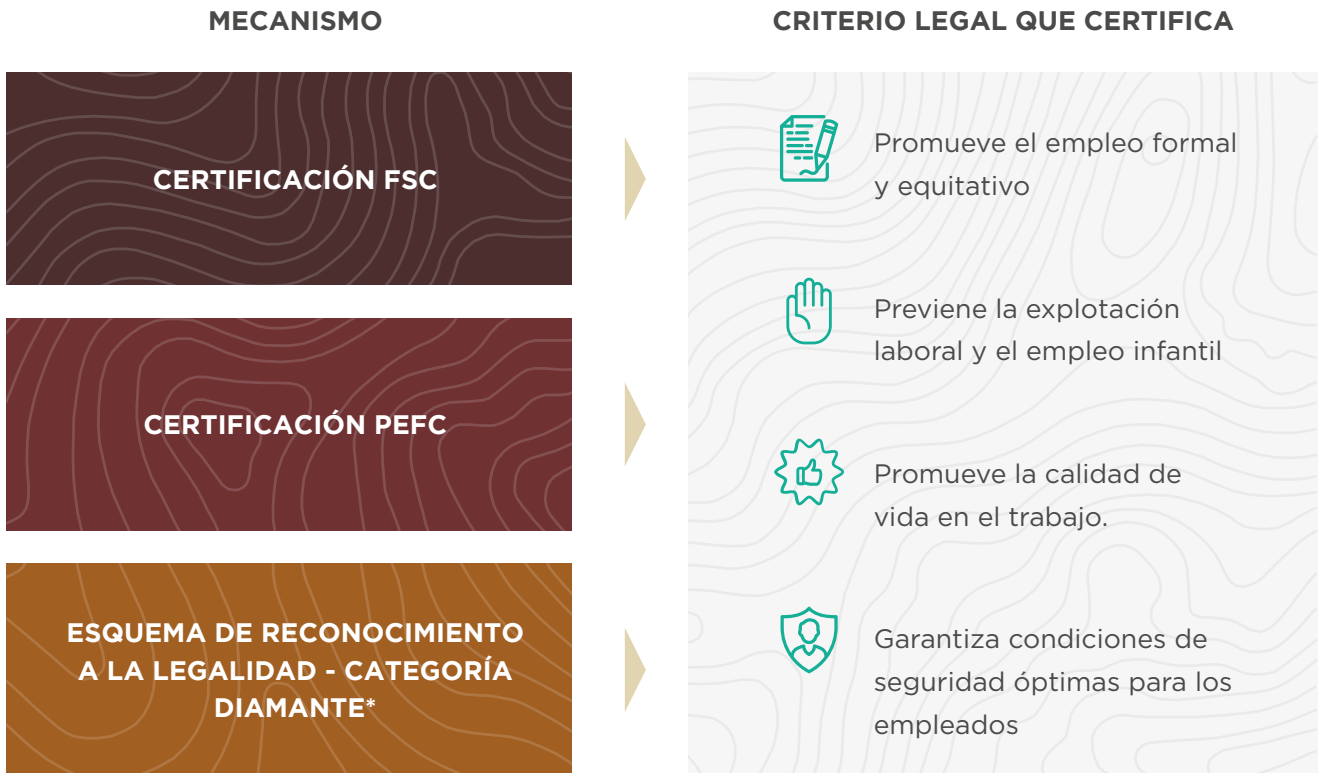 MECANISMO
CERTIFICACIÓN FSC
CERTIFICACIÓN PEFC
ESQUEMA DE RECONOCIMIENTO
A LA LEGALIDAD - CATEGORÍA
DIAMANTE*
CRITERIO LEGAL QUE CERTIFICA
Promueve el empleo formal
y equitativo
Previene la explotación
laboral y el empleo infantil
Promueve la calidad de
vida en el trabajo.
Garantiza condiciones de
seguridad óptimas para los
empleados